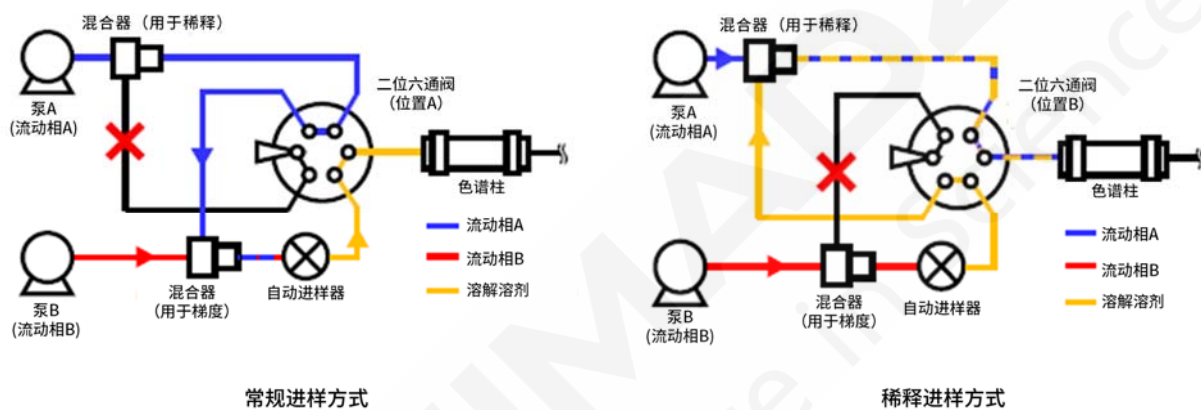 混合器（用于稀释）
二位六通阀
（位置A）
泵A
(流动相A)
色谱柱
流动相A
流动相B
溶解溶剂
混合器
（用于梯度）
自动进样器
泵B
(流动相B)
常规进样方式
混合器（用于稀释）
二位六通阀
（位置B）
泵A
(流动相A)
色谱柱
流动相A
流动相B
溶解溶剂
混合器
（用于梯度）
自动进样器
泵B
(流动相B)
稀释进样方式